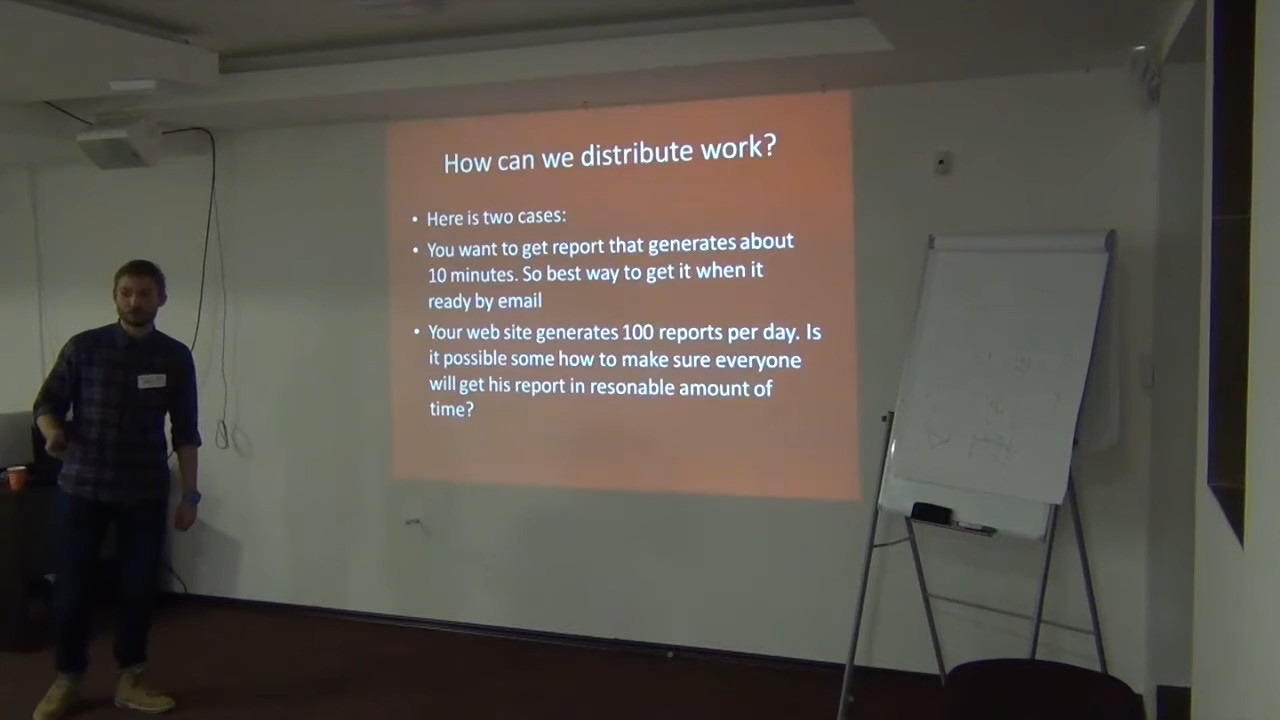 How can we distribute work?
• Here is two cases:
• You want to get report that generates about
10 minutes. So best way to get it when it
ready by email
• Your web site generates 100 reports per day. Is
it possible some how to make sure everyone
will get his report in resonable amount of
time?